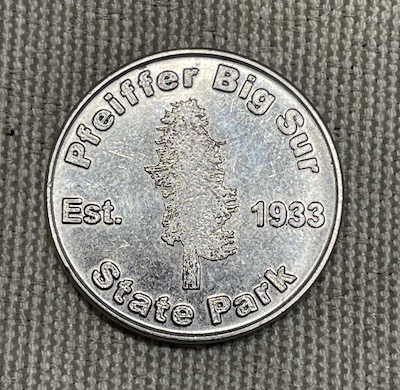 Pfeiffer Big Sur
Est. 1933
State Park